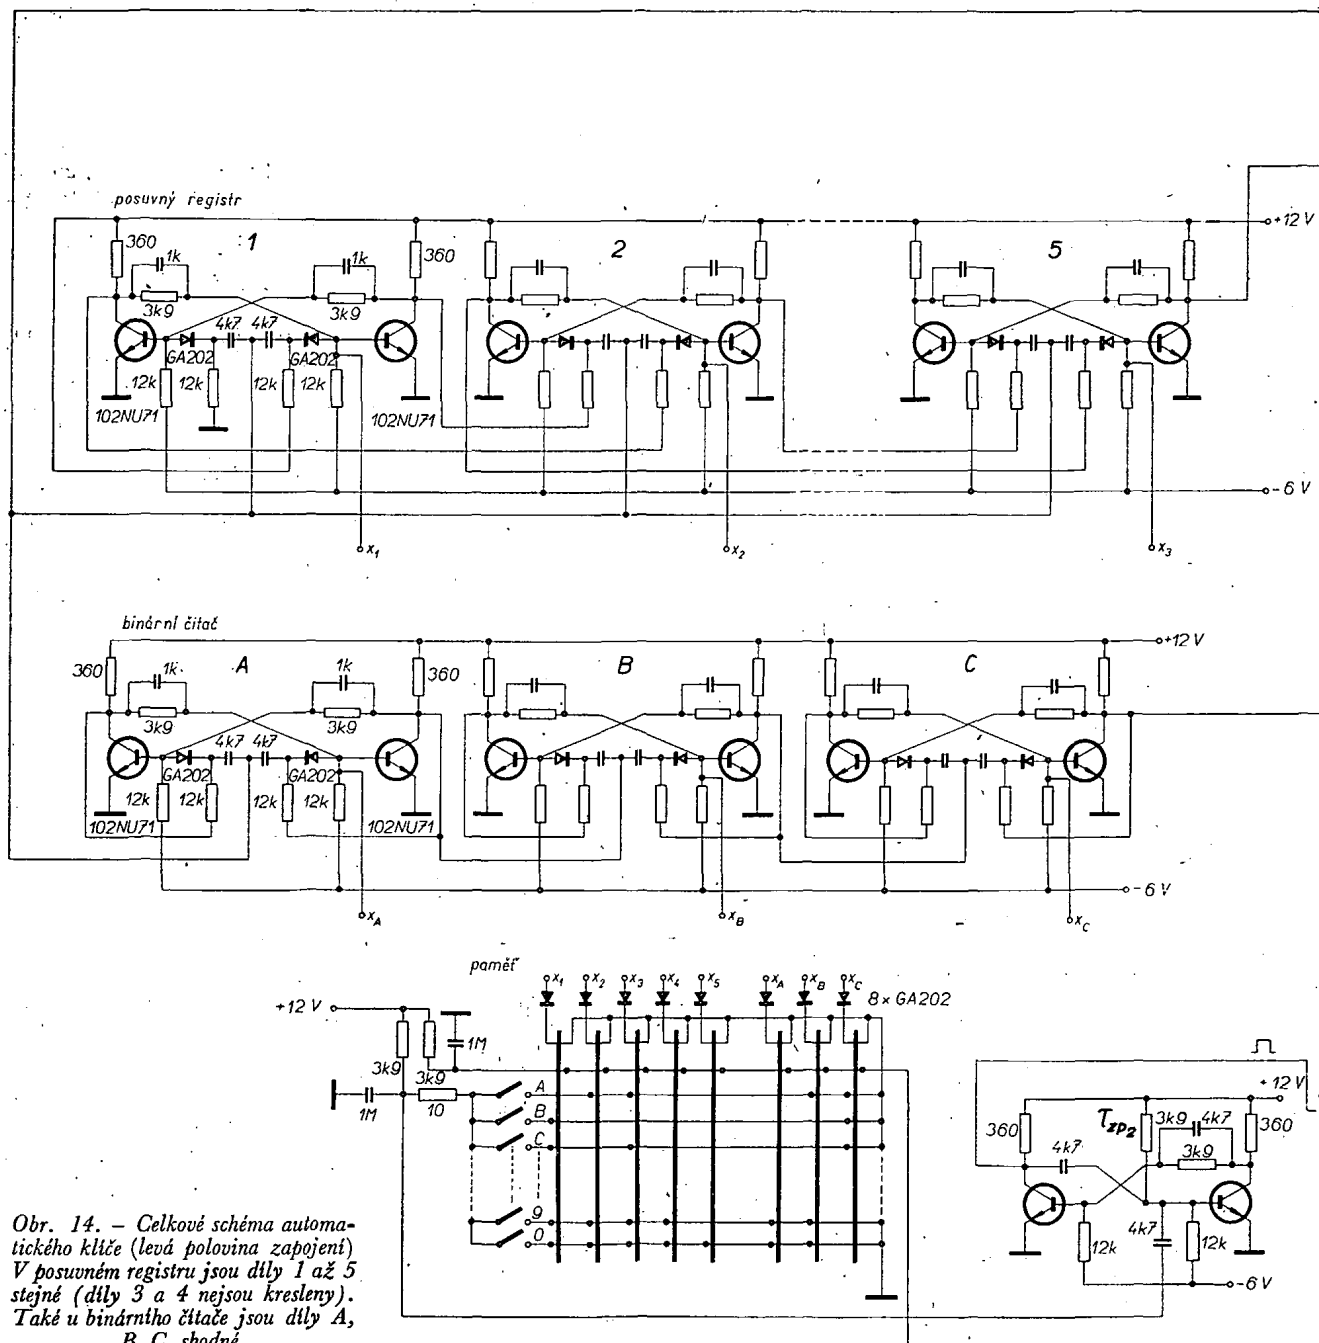 posuvný registr
1
2
5
+12 V
360
1k
1k
360
3k9
3k9
4k7
4k7
GA202
GA202
12k
12k
12k
12k
102NU71
102NU71
-6 V
x1
x2
x3
binární čítač
A
B
C
+12 V
360
1k
1k
360
3k9
3k9
4k7
4k7
GA202
GA202
12k
12k
12k
12k
102NU71
102NU71
-6 V
xA
xB
xC
paměť
x1 x2 x3 x4 x5 xA xB xC
8× GA202
+12 V
1M
3k9
3k9
1M
10
A
B
C
9
0
+12 V
360
τzp2
3k9
4k7
360
4k7
3k9
4k7
12k
12k
-6 V
Obr. 14. – Celkové schéma automa-
tického klíče (levá polovina zapojení)
V posuvném registru jsou díly 1 až 5
stejné (díly 3 a 4 nejsou kresleny).
Také u binárního čítače jsou díly A,
B, C shodné